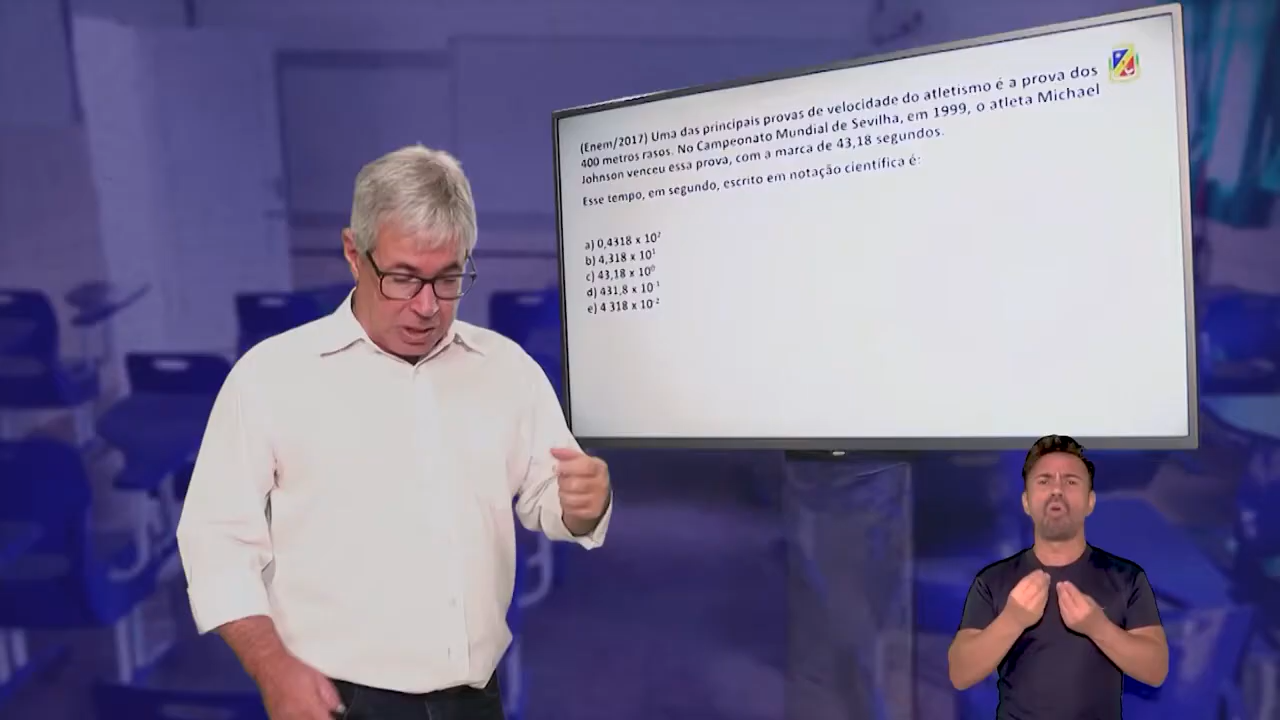 (Enem/2017) Uma das principais provas de velocidade do atletismo é a prova dos
400 metros rasos. No Campeonato Mundial de Sevilha, em 1999, o atleta Michael
Johnson venceu essa prova, com a marca de 43,18 segundos.
Esse tempo, em segundo, escrito em notação científica é:
a) 0,4318 x 10²
b) 4,318 x 10¹
c) 43,18 x 10⁰
d) 431,8 x 10⁻¹
e) 4 318 x 10⁻²